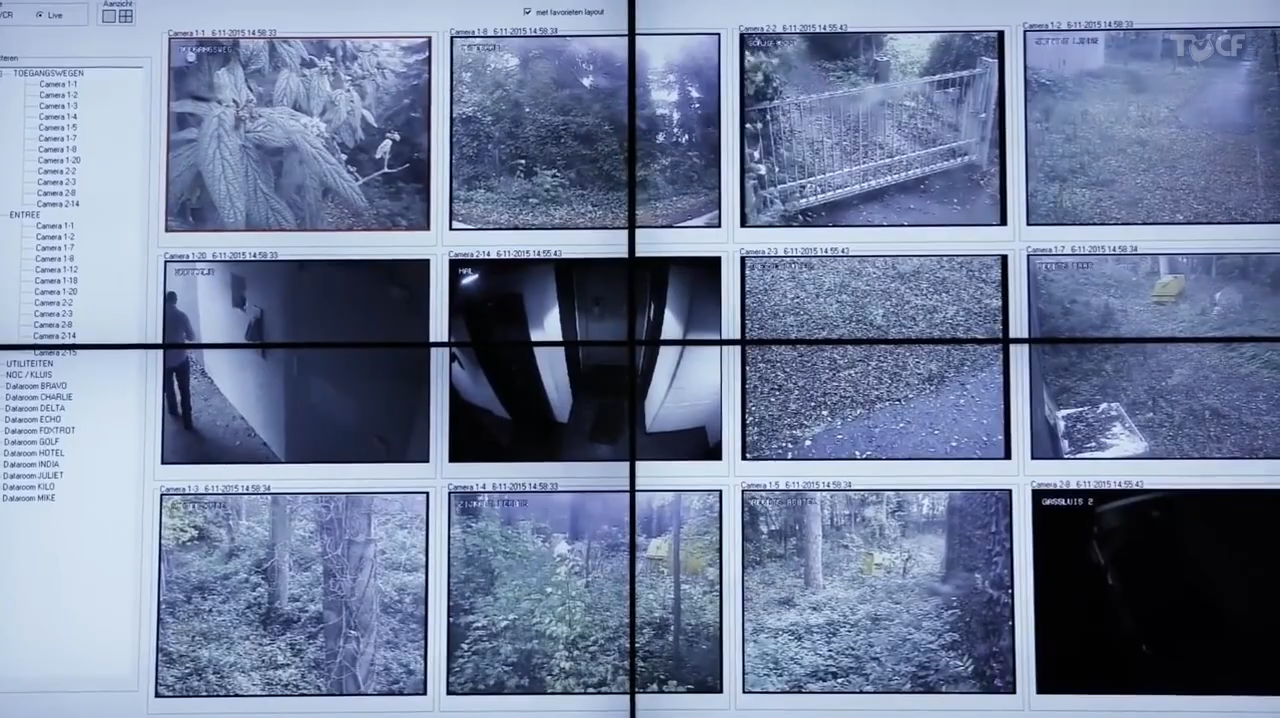 /CR
Live
Aanzicht
met favorieten layout
TOEGANGSWEGEN
Camera 1-1
Camera 1-2
Camera 1-3
Camera 1-4
Camera 1-5
Camera 1-7
Camera 1-8
Camera 1-20
Camera 2-2
Camera 2-3
Camera 2-8
Camera 2-14
ENTREE
Camera 1-1
Camera 1-2
Camera 1-7
Camera 1-8
Camera 1-12
Camera 1-18
Camera 1-20
Camera 2-2
Camera 2-3
Camera 2-8
Camera 2-14
Camera 2-15
UTILITEITEN
NOC / KLUIS
Dataroom BRAVO
Dataroom CHARLIE
Dataroom DELTA
Dataroom ECHO
Dataroom FOXTROT
Dataroom GOLF
Dataroom HOTEL
Dataroom INDIA
Dataroom JULIET
Dataroom KILO
Dataroom MIKE
Camera 1-1 6-11-2015 14:58:33
TOEGANGSWEG
Camera 1-8 6-11-2015 14:58:34
Camera 2-2 6-11-2015 14:55:43
Camera 1-2 6-11-2015 14:58:33
Camera 1-20 6-11-2015 14:58:33
Camera 2-14 6-11-2015 14:55:43
HAL
Camera 2-3 6-11-2015 14:55:43
Camera 1-7 6-11-2015 14:58:34
Camera 1-3 6-11-2015 14:58:34
Camera 1-4 6-11-2015 14:58:33
Camera 1-5 6-11-2015 14:58:34
Camera 2-8 6-11-2015 14:55:43
GASSLUIS 2